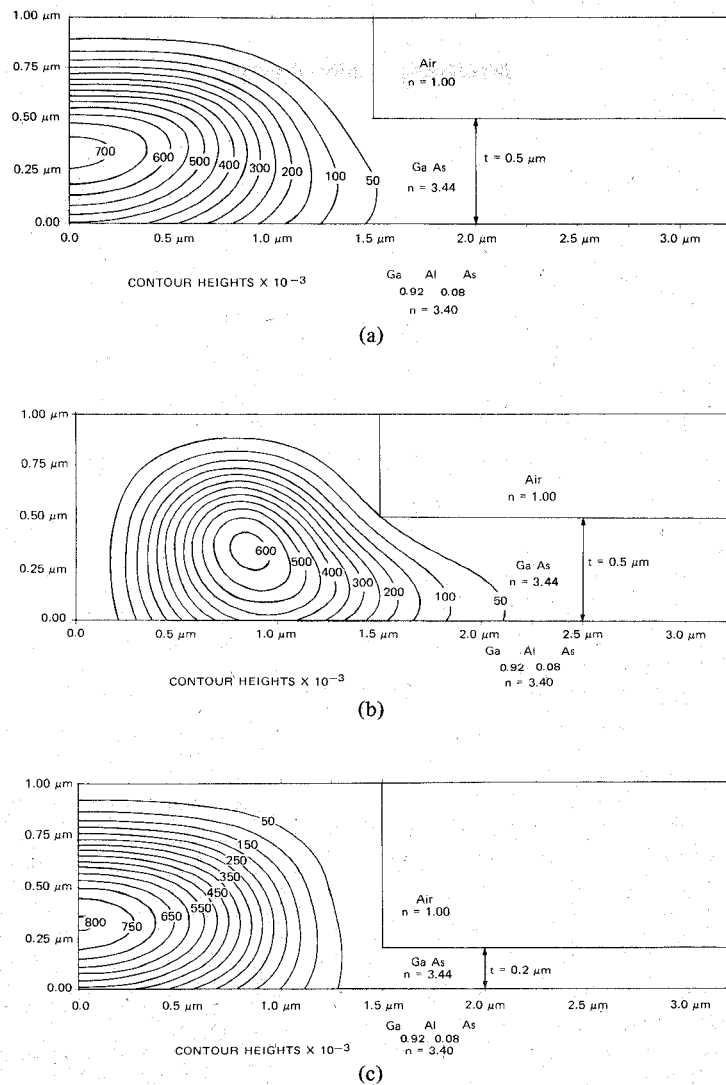 1.00 μm
0.75 μm
0.50 μm
0.25 μm
0.00
Air
n = 1.00
700 600 500 400 300 200 100 50
Ga As
n = 3.44
t = 0.5 μm
0.0 0.5 μm 1.0 μm 1.5 μm 2.0 μm 2.5 μm 3.0 μm
CONTOUR HEIGHTS X 10⁻³
Ga Al As
0.92 0.08
n = 3.40
(a)
1.00 μm
0.75 μm
0.50 μm
0.25 μm
0.00
Air
n = 1.00
600 500 400 300 200 100 50
Ga As
n = 3.44
t = 0.5 μm
0.0 0.5 μm 1.0 μm 1.5 μm 2.0 μm 2.5 μm 3.0 μm
Ga Al As
0.92 0.08
n = 3.40
CONTOUR HEIGHTS X 10⁻³
(b)
1.00 μm
0.75 μm
0.50 μm
0.25 μm
0.00
50
150
250
350
450
800 750 650 550
Air
n = 1.00
Ga As
n = 3.44
t = 0.2 μm
0.0 0.5 μm 1.0 μm 1.5 μm 2.0 μm 2.5 μm 3.0 μm
Ga Al As
0.92 0.08
n = 3.40
CONTOUR HEIGHTS X 10⁻³
(c)